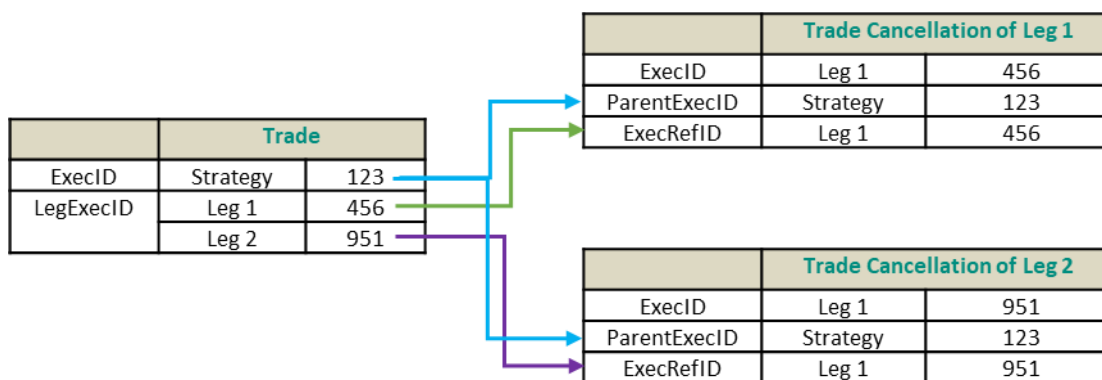 Trade
ExecID Strategy 123
LegExecID Leg 1 456
Leg 2 951
Trade Cancellation of Leg 1
ExecID Leg 1 456
ParentExecID Strategy 123
ExecRefID Leg 1 456
Trade Cancellation of Leg 2
ExecID Leg 1 951
ParentExecID Strategy 123
ExecRefID Leg 1 951